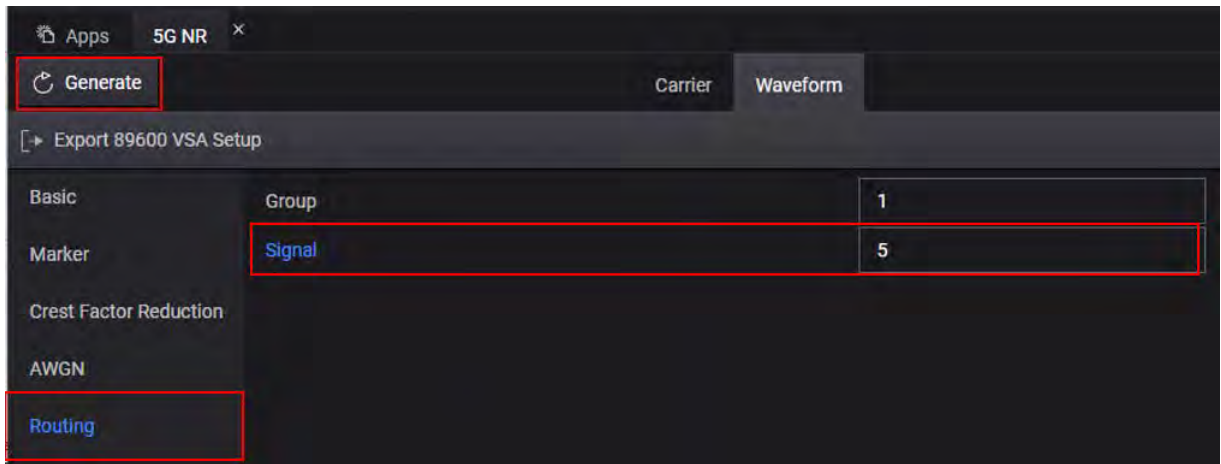 Apps 5G NR ×
Generate Carrier Waveform
Export 89600 VSA Setup
Basic Group 1
Marker Signal 5
Crest Factor Reduction
AWGN
Routing